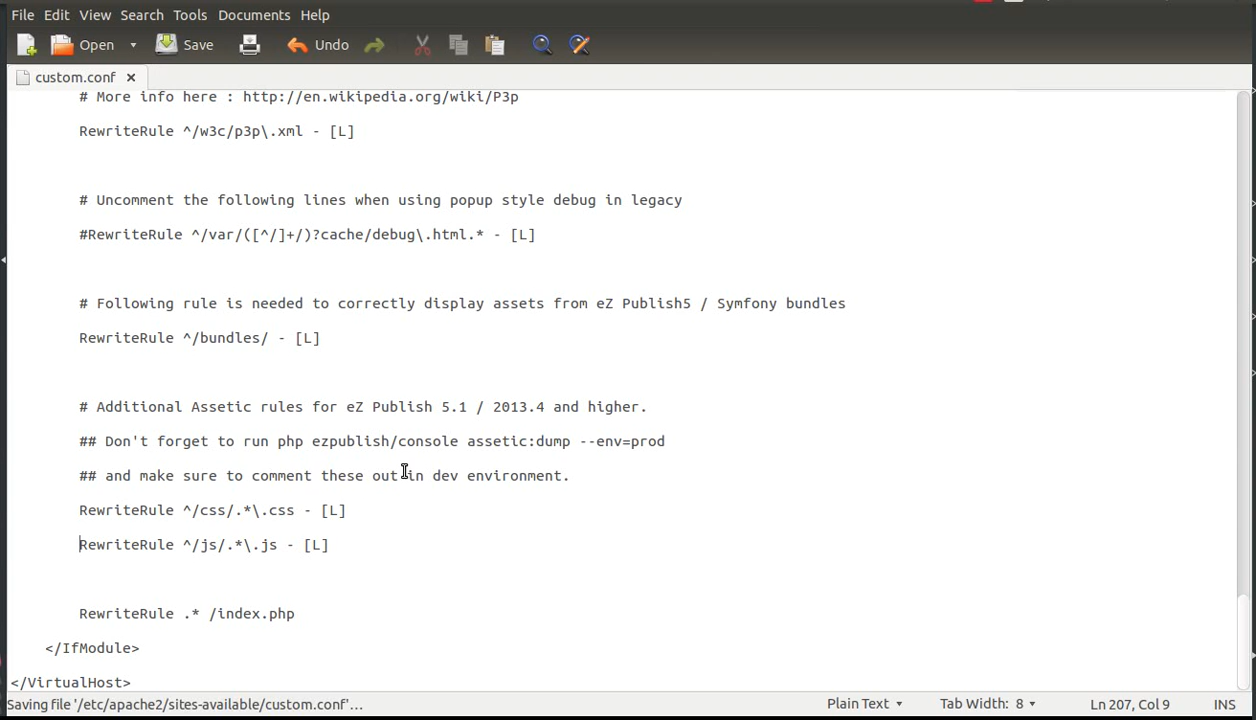 File Edit View Search Tools Documents Help
Open Save Undo
custom.conf
# More info here : http://en.wikipedia.org/wiki/P3p
RewriteRule ^/w3c/p3p\.xml - [L]
# Uncomment the following lines when using popup style debug in legacy
#RewriteRule ^/var/([^/]+/)?cache/debug\.html.* - [L]
# Following rule is needed to correctly display assets from eZ Publish5 / Symfony bundles
RewriteRule ^/bundles/ - [L]
# Additional Assetic rules for eZ Publish 5.1 / 2013.4 and higher.
## Don't forget to run php ezpublish/console assetic:dump --env=prod
## and make sure to comment these out in dev environment.
RewriteRule ^/css/.*\.css - [L]
RewriteRule ^/js/.*\.js - [L]
RewriteRule .* /index.php
</IfModule>
</VirtualHost>
Saving file '/etc/apache2/sites-available/custom.conf'… Plain Text Tab Width: 8 Ln 207, Col 9 INS